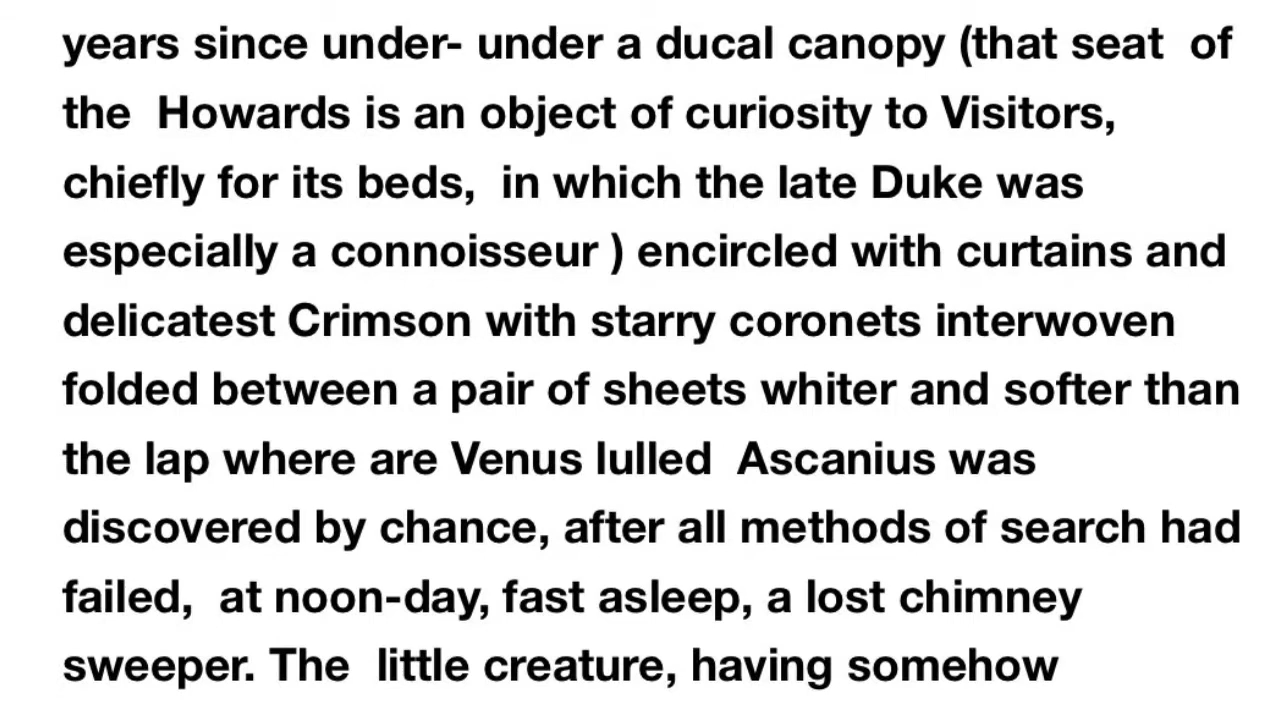 years since under- under a ducal canopy (that seat  of
the  Howards is an object of curiosity to Visitors,
chiefly for its beds,  in which the late Duke was
especially a connoisseur ) encircled with curtains and
delicatest Crimson with starry coronets interwoven
folded between a pair of sheets whiter and softer than
the lap where are Venus lulled  Ascanius was
discovered by chance, after all methods of search had
failed,  at noon-day, fast asleep, a lost chimney
sweeper. The  little creature, having somehow